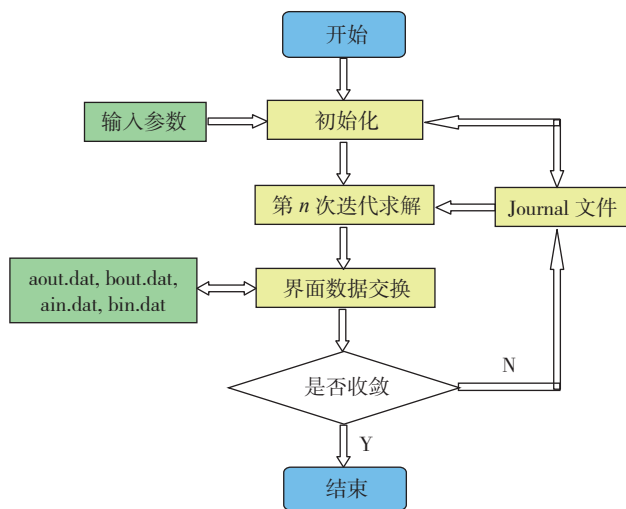 开始
输入参数
初始化
第 n 次迭代求解
Journal 文件
aout.dat, bout.dat,
ain.dat, bin.dat
界面数据交换
是否收敛
N
Y
结束